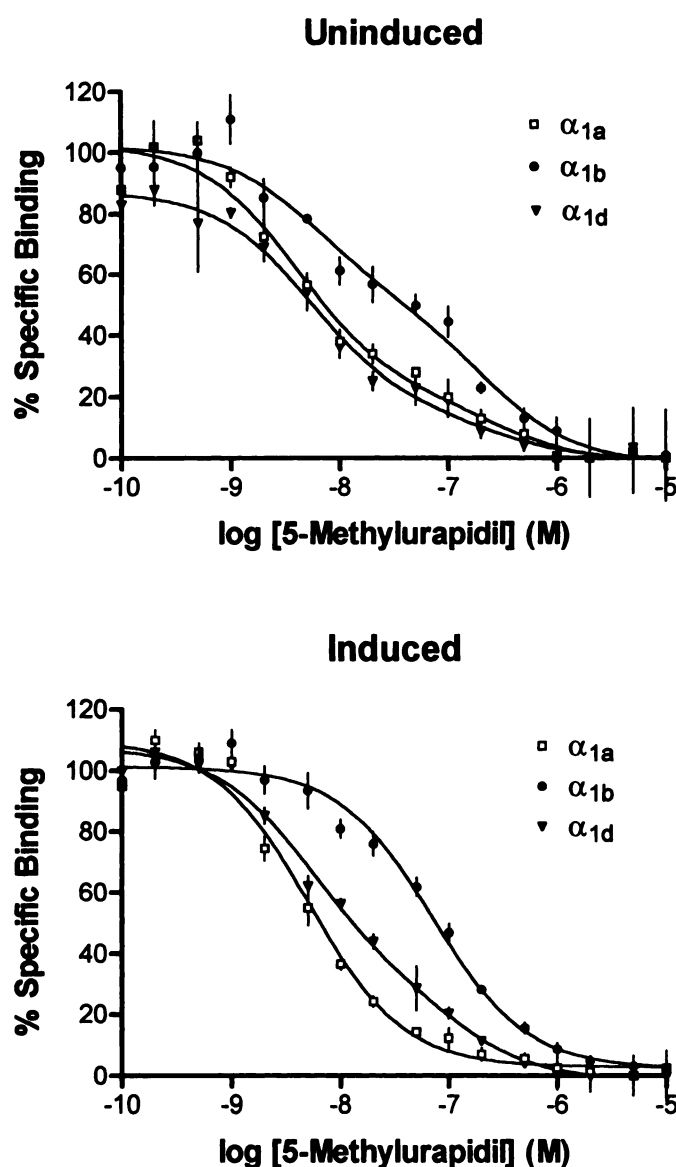 Uninduced
120
100
80
60
40
20
0
% Specific Binding
α1a
α1b
α1d
-10 -9 -8 -7 -6 -5
log [5-Methylurapidil] (M)
Induced
120
100
80
60
40
20
0
% Specific Binding
α1a
α1b
α1d
-10 -9 -8 -7 -6 -5
log [5-Methylurapidil] (M)